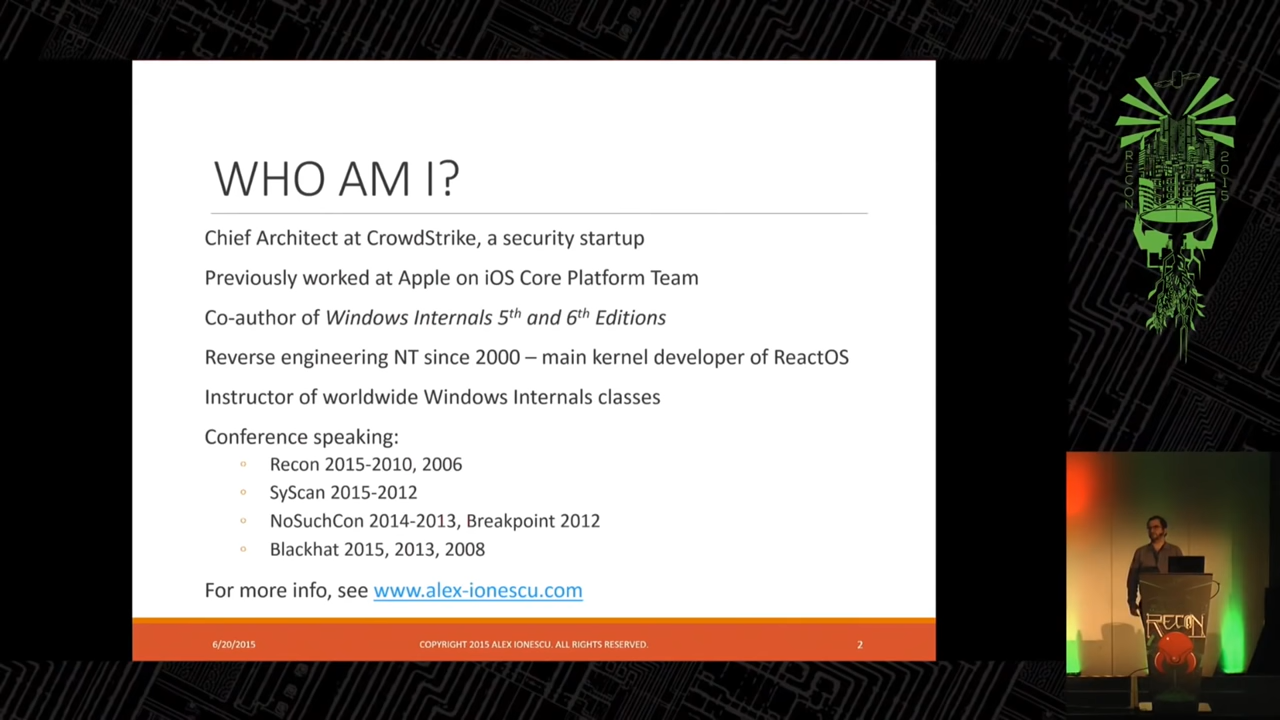 WHO AM I?
Chief Architect at CrowdStrike, a security startup
Previously worked at Apple on iOS Core Platform Team
Co-author of Windows Internals 5th and 6th Editions
Reverse engineering NT since 2000 – main kernel developer of ReactOS
Instructor of worldwide Windows Internals classes
Conference speaking:
Recon 2015-2010, 2006
SyScan 2015-2012
NoSuchCon 2014-2013, Breakpoint 2012
Blackhat 2015, 2013, 2008
For more info, see www.alex-ionescu.com
6/20/2015 COPYRIGHT 2015 ALEX IONESCU. ALL RIGHTS RESERVED. 2
RECON
2015
RECON